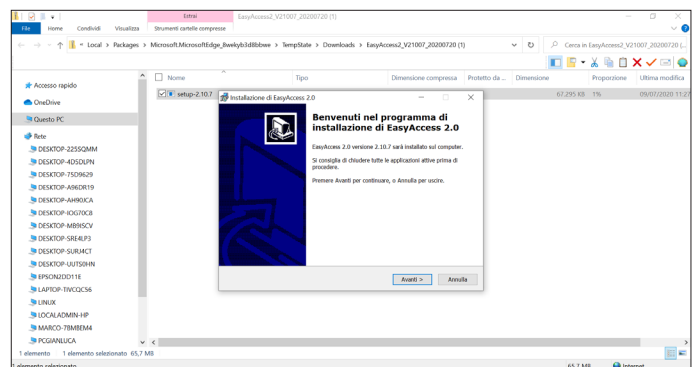 Estrai
EasyAccess2_V21007_20200720 (1)
File Home Condividi Visualizza Strumenti cartelle compresse
« Local > Packages > Microsoft.MicrosoftEdge_8wekyb3d8bbwe > TempState > Downloads > EasyAccess2_V21007_20200720 (1)
Cerca in EasyAccess2_V21007_20200720 (...
Nome Tipo Dimensione compressa Protetto da ... Dimensione Proporzione Ultima modifica
setup-2.10.7 67.295 KB 1% 09/07/2020 11:27
Accesso rapido
OneDrive
Questo PC
Rete
DESKTOP-225SQMM
DESKTOP-4D5DLPN
DESKTOP-75D9629
DESKTOP-A96DR19
DESKTOP-AH90JCA
DESKTOP-IOG70C8
DESKTOP-MB9ISCV
DESKTOP-SRE4LP3
DESKTOP-SURJ4CT
DESKTOP-UUTS0HN
EPSON2DD11E
LAPTOP-TIVCQC56
LINUX
LOCALADMIN-HP
MARCO-7BMBEM4
PCGIANLUCA
Installazione di EasyAccess 2.0
Benvenuti nel programma di
installazione di EasyAccess 2.0
EasyAccess 2.0 versione 2.10.7 sarà installato sul computer.
Si consiglia di chiudere tutte le applicazioni attive prima di
procedere.
Premere Avanti per continuare, o Annulla per uscire.
Avanti > Annulla
1 elemento 1 elemento selezionato 65,7 MB
1 elemento selezionato 65,7 MB Internet